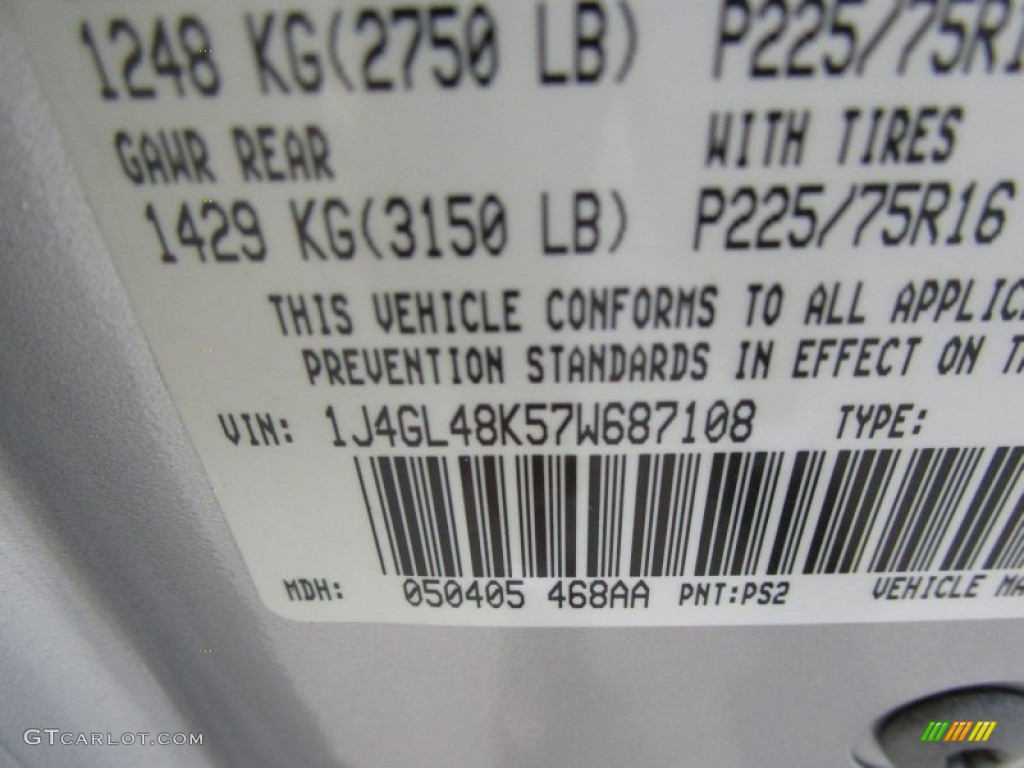 1248 KG(2750 LB) P225/75R1
GAWR REAR WITH TIRES
1429 KG(3150 LB) P225/75R16
THIS VEHICLE CONFORMS TO ALL APPLIC
PREVENTION STANDARDS IN EFFECT ON T
VIN: 1J4GL48K57W687108 TYPE:
MDH: 050405 468AA PNT:PS2 VEHICLE MA
GTCARLOT.COM